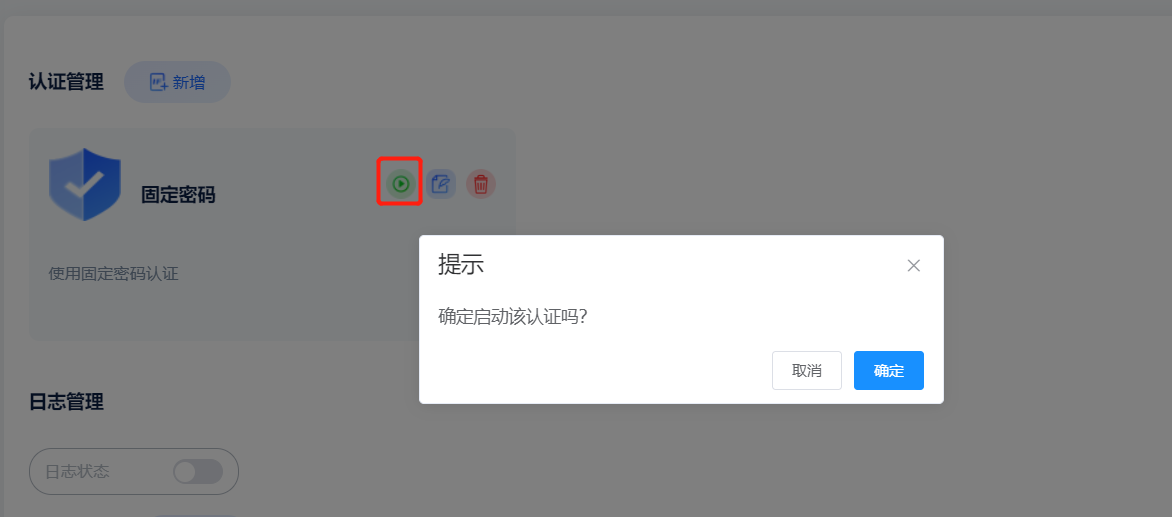 认证管理
新增
固定密码
使用固定密码认证
提示
确定启动该认证吗?
取消
确定
日志管理
日志状态